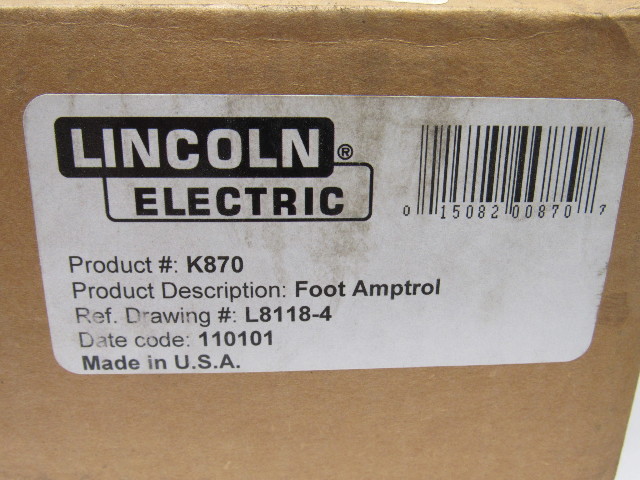 LINCOLN®
ELECTRIC
0 15082 00870 7
Product #: K870
Product Description: Foot Amptrol
Ref. Drawing #: L8118-4
Date code: 110101
Made in U.S.A.